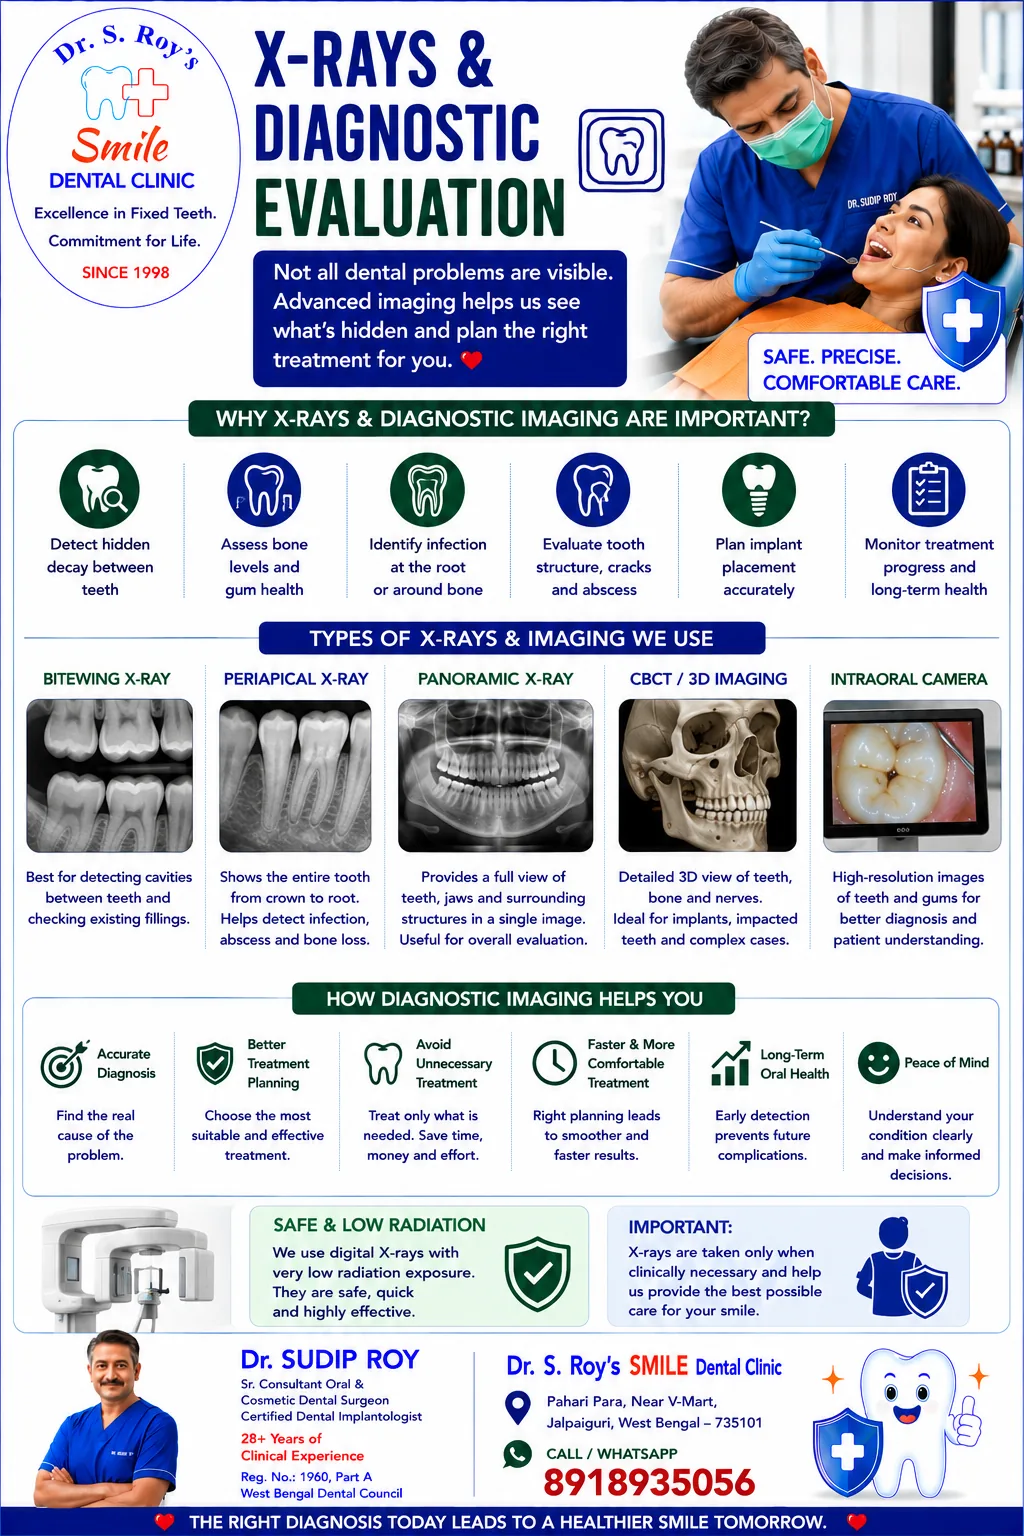 Dr. S. Roy's
Smile
DENTAL CLINIC
Excellence in Fixed Teeth.
Commitment for Life.
SINCE 1998
X-RAYS &
DIAGNOSTIC
EVALUATION
Not all dental problems are visible.
Advanced imaging helps us see
what's hidden and plan the right
treatment for you.
DR. SUDIP ROY
SAFE. PRECISE.
COMFORTABLE CARE.
WHY X-RAYS & DIAGNOSTIC IMAGING ARE IMPORTANT?
Detect hidden
decay between
teeth
Assess bone
levels and
gum health
Identify infection
at the root
or around bone
Evaluate tooth
structure, cracks
and abscess
Plan implant
placement
accurately
Monitor treatment
progress and
long-term health
TYPES OF X-RAYS & IMAGING WE USE
BITEWING X-RAY
Best for detecting cavities
between teeth and
checking existing fillings.
PERIAPICAL X-RAY
Shows the entire tooth
from crown to root.
Helps detect infection,
abscess and bone loss.
PANORAMIC X-RAY
Provides a full view of
teeth, jaws and surrounding
structures in a single image.
Useful for overall evaluation.
CBCT / 3D IMAGING
Detailed 3D view of teeth,
bone and nerves.
Ideal for implants, impacted
teeth and complex cases.
INTRAORAL CAMERA
High-resolution images
of teeth and gums for
better diagnosis and
patient understanding.
HOW DIAGNOSTIC IMAGING HELPS YOU
Accurate
Diagnosis
Find the real
cause of the
problem.
Better
Treatment
Planning
Choose the most
suitable and effective
treatment.
Avoid
Unnecessary
Treatment
Treat only what is
needed. Save time,
money and effort.
Faster & More
Comfortable
Treatment
Right planning leads
to smoother and
faster results.
Long-Term
Oral Health
Early detection
prevents future
complications.
Peace of Mind
Understand your
condition clearly
and make informed
decisions.
SAFE & LOW RADIATION
We use digital X-rays with
very low radiation exposure.
They are safe, quick
and highly effective.
IMPORTANT:
X-rays are taken only when
clinically necessary and help
us provide the best possible
care for your smile.
Dr. SUDIP ROY
Sr. Consultant Oral &
Cosmetic Dental Surgeon
Certified Dental Implantologist
28+ Years of
Clinical Experience
Reg. No.: 1960, Part A
West Bengal Dental Council
Dr. S. Roy's SMILE Dental Clinic
Pahari Para, Near V-Mart,
Jalpaiguri, West Bengal – 735101
CALL / WHATSAPP
8918935056
THE RIGHT DIAGNOSIS TODAY LEADS TO A HEALTHIER SMILE TOMORROW.